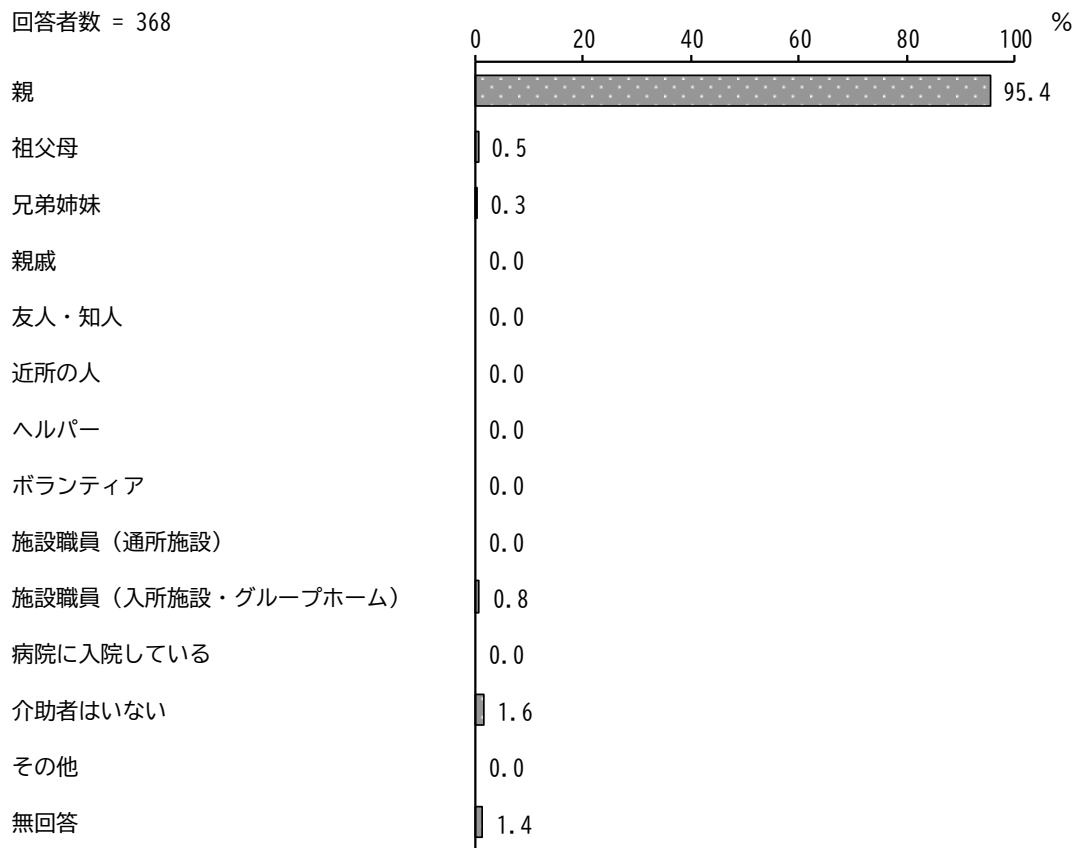 回答者数 = 368
0 20 40 60 80 100 %
親 95.4
祖父母 0.5
兄弟姉妹 0.3
親戚 0.0
友人・知人 0.0
近所の人 0.0
ヘルパー 0.0
ボランティア 0.0
施設職員（通所施設） 0.0
施設職員（入所施設・グループホーム） 0.8
病院に入院している 0.0
介助者はいない 1.6
その他 0.0
無回答 1.4